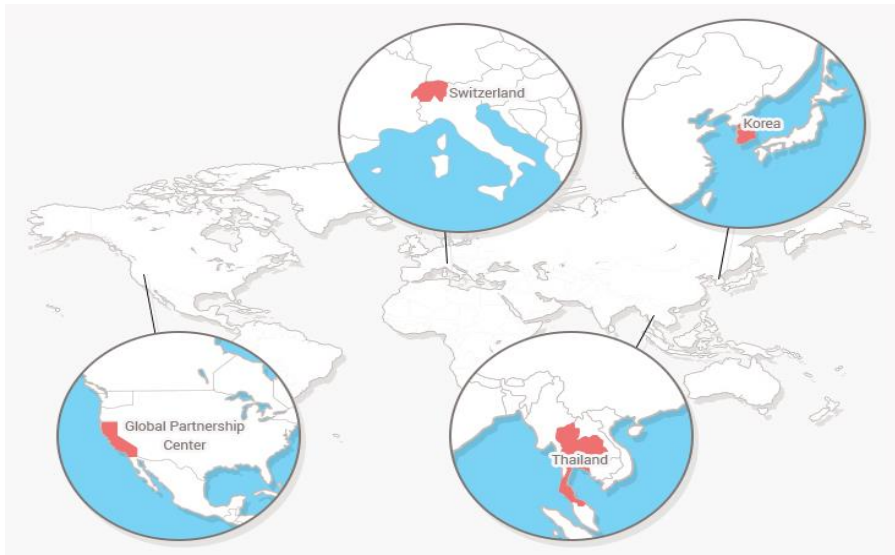 Switzerland
Korea
Global Partnership
Center
Thailand